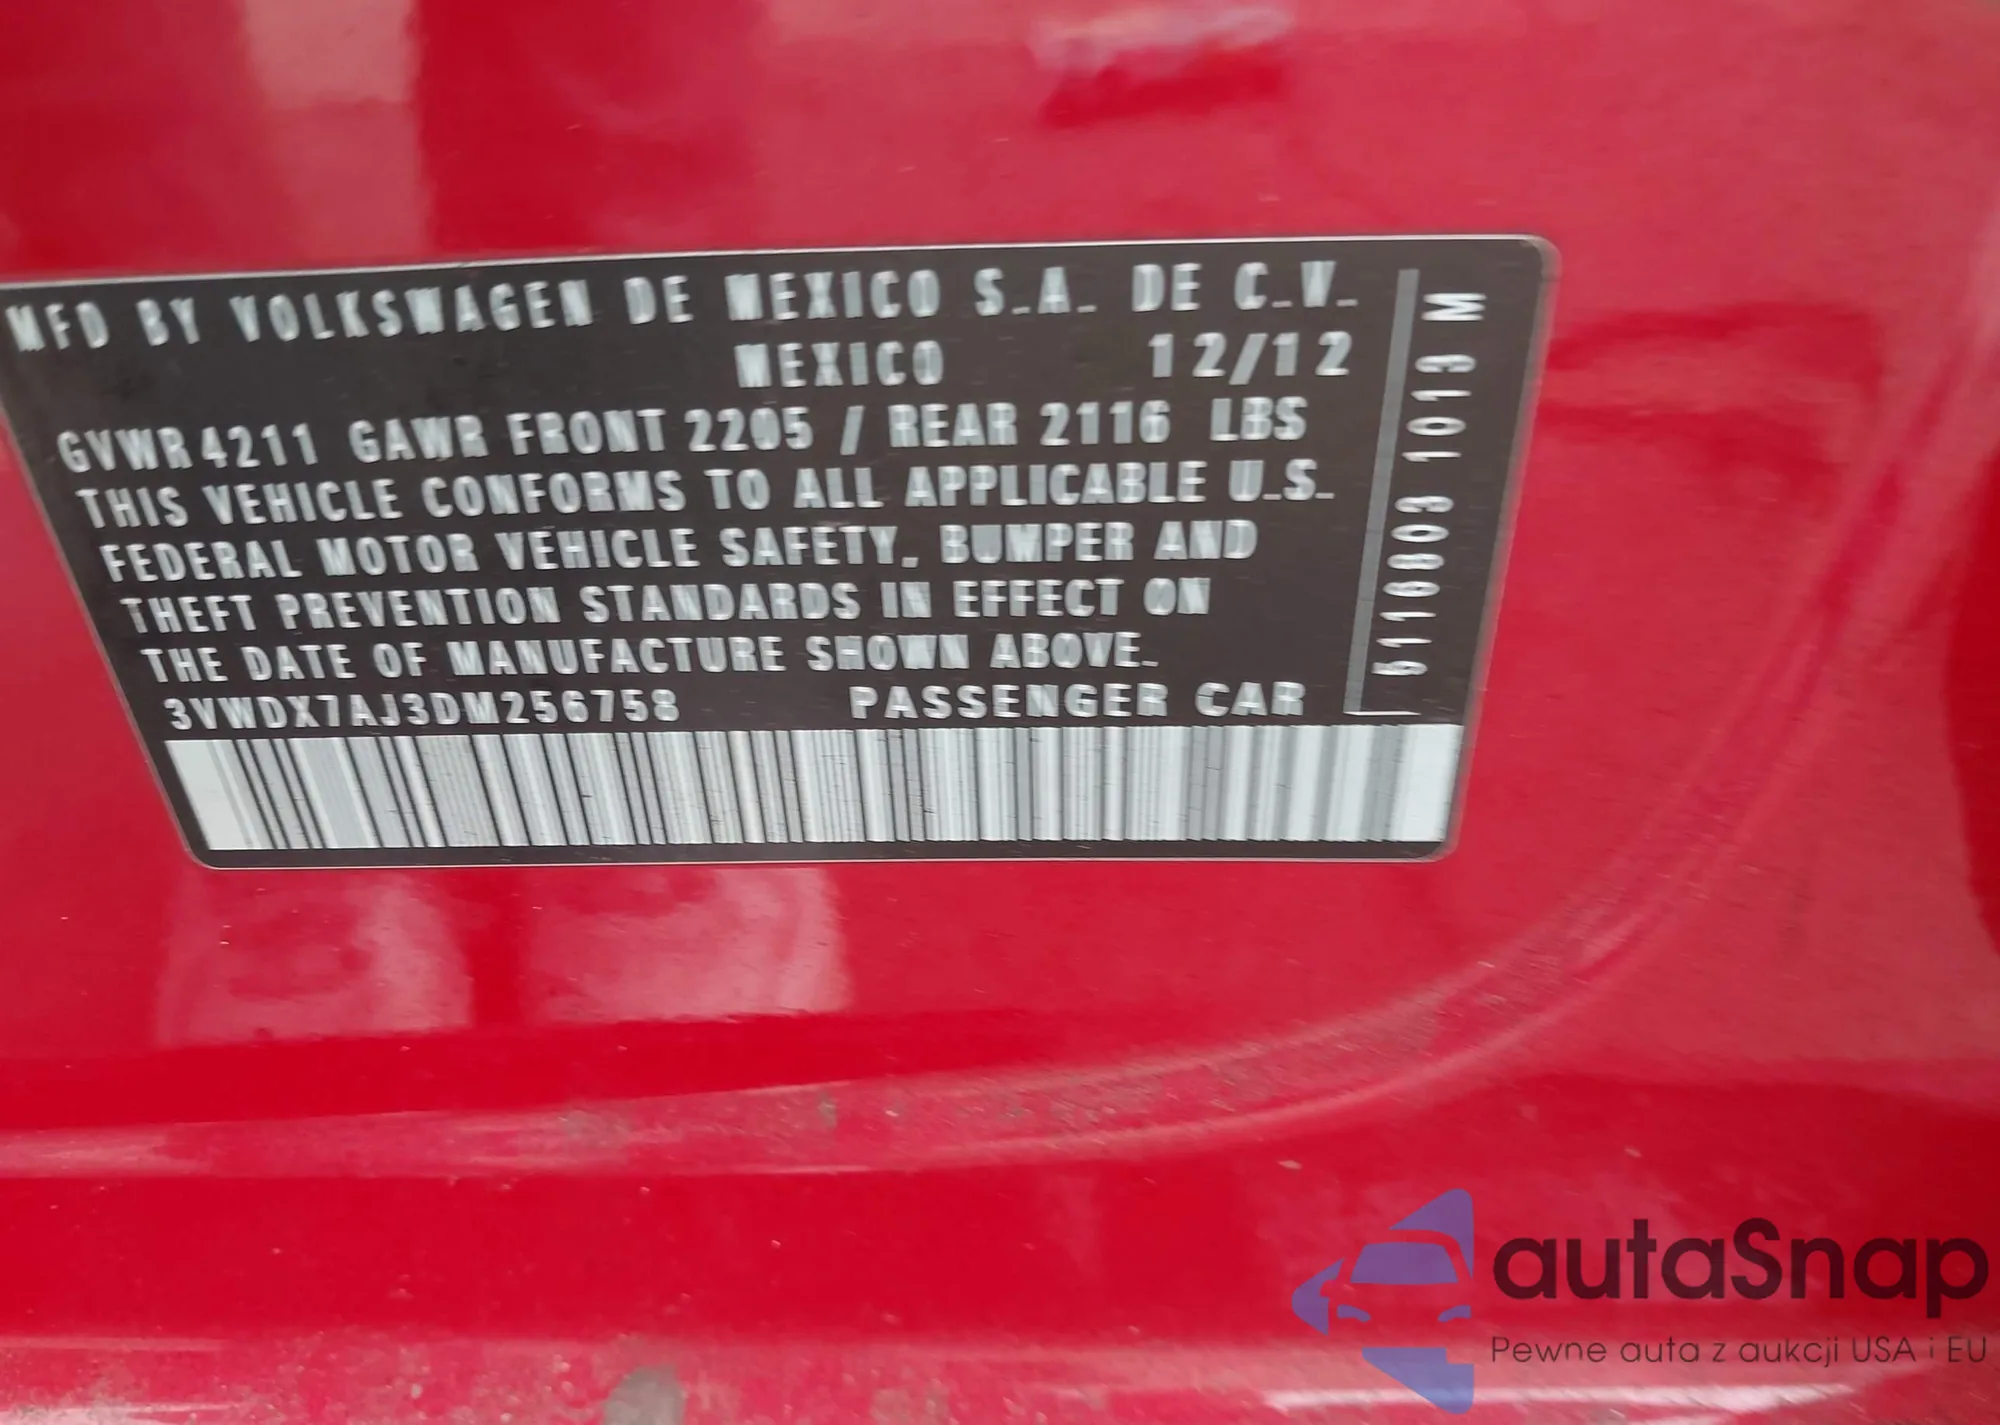 MFD BY VOLKSWAGEN DE MEXICO S.A. DE C.V.
MEXICO 12/12
GVWR 4211 GAWR FRONT 2205 / REAR 2116 LBS
THIS VEHICLE CONFORMS TO ALL APPLICABLE U.S.
FEDERAL MOTOR VEHICLE SAFETY, BUMPER AND
THEFT PREVENTION STANDARDS IN EFFECT ON
THE DATE OF MANUFACTURE SHOWN ABOVE.
3VWDX7AJ3DM256758 PASSENGER CAR
5116803 1013 M
autaSnap
Pewne auta z aukcji USA i EU